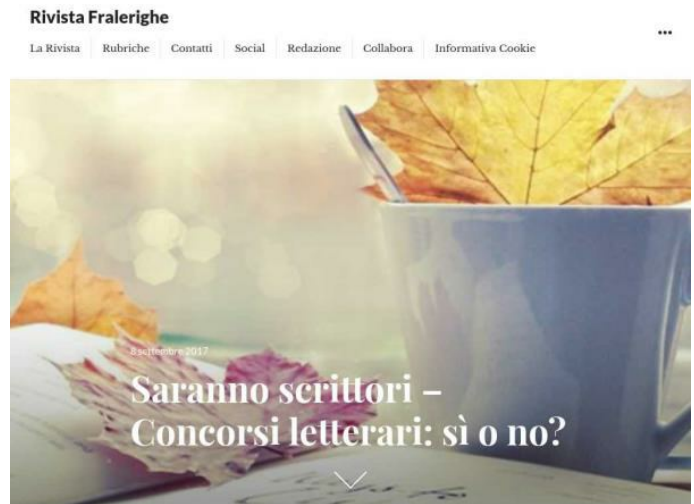 Rivista Fralerighe
La Rivista Rubriche Contatti Social Redazione Collabora Informativa Cookie
8 settembre 2017
Saranno scrittori –
Concorsi letterari: sì o no?